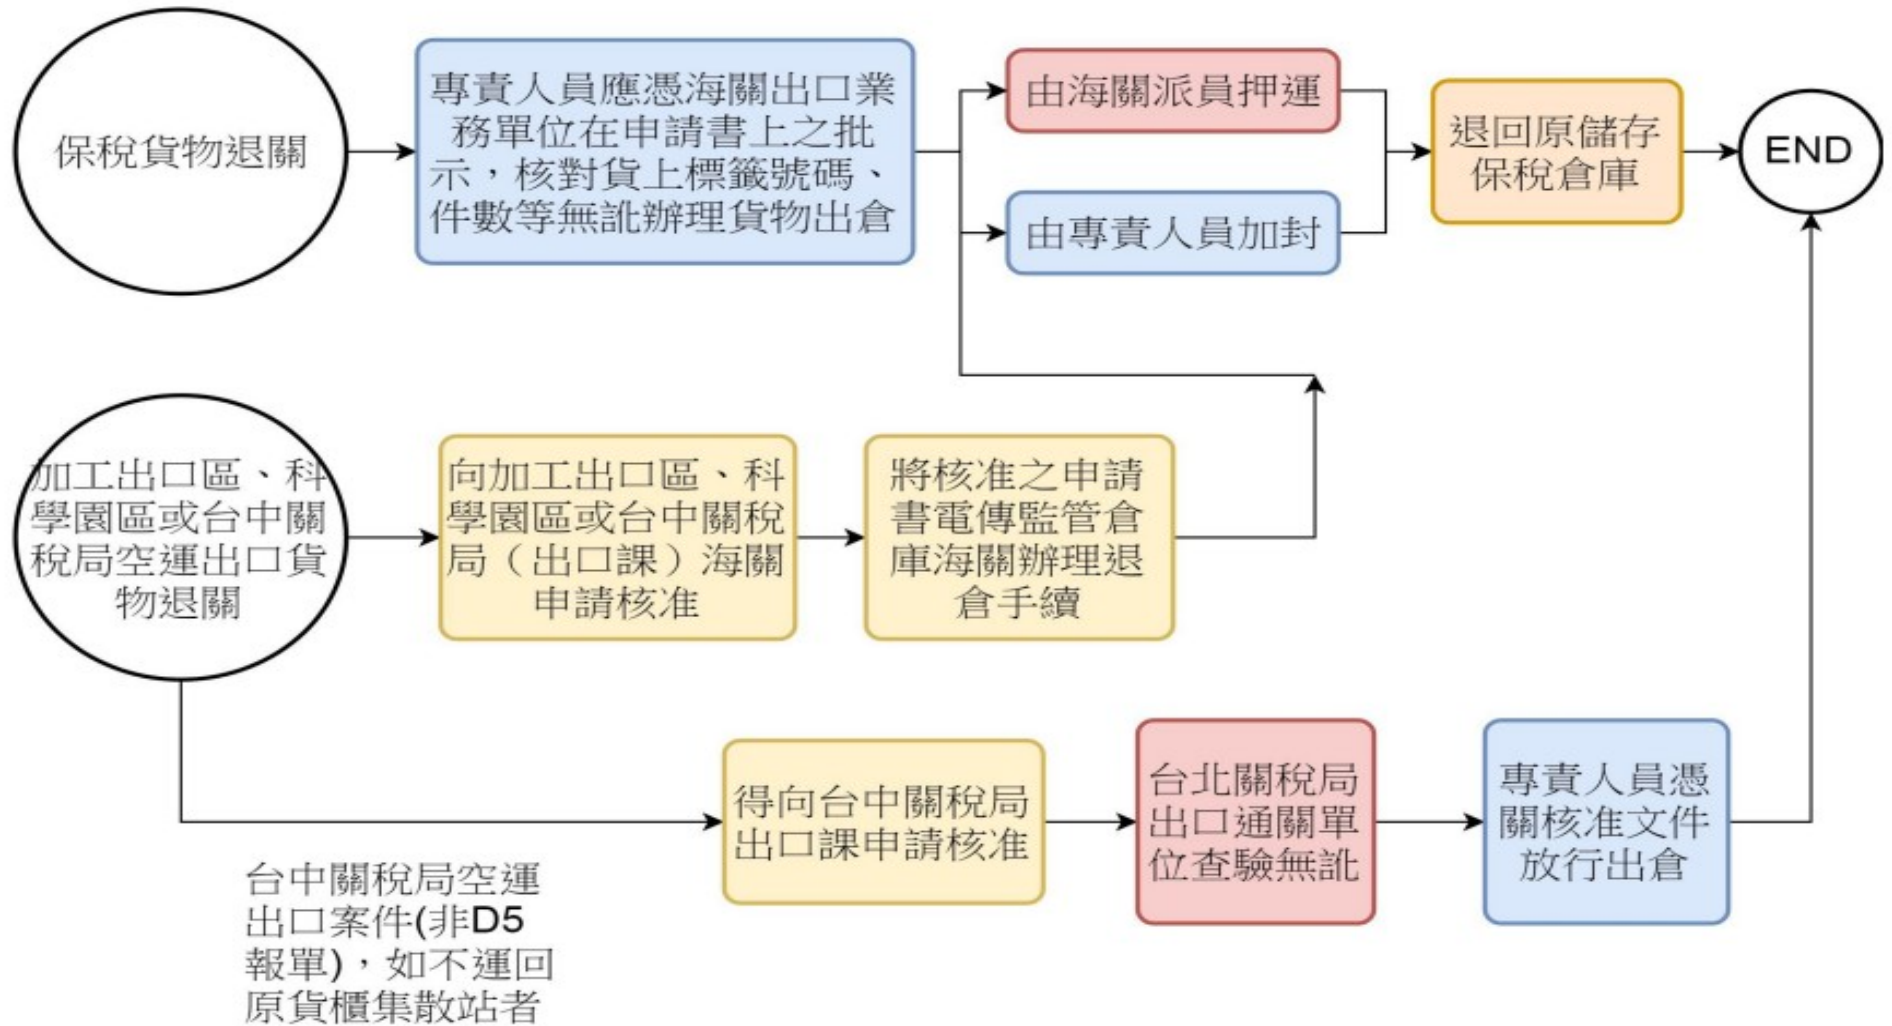 保稅貨物退關
專責人員應憑海關出口業
務單位在申請書上之批
示，核對貨上標籤號碼、
件數等無訛辦理貨物出倉
由海關派員押運
由專責人員加封
退回原儲存
保稅倉庫
END
加工出口區、科
學園區或台中關
稅局空運出口貨
物退關
向加工出口區、科
學園區或台中關稅
局（出口課）海關
申請核准
將核准之申請
書電傳監管倉
庫海關辦理退
倉手續
台中關稅局空運
出口案件(非D5
報單)，如不運回
原貨櫃集散站者
得向台中關稅局
出口課申請核准
台北關稅局
出口通關單
位查驗無訛
專責人員憑
關核准文件
放行出倉